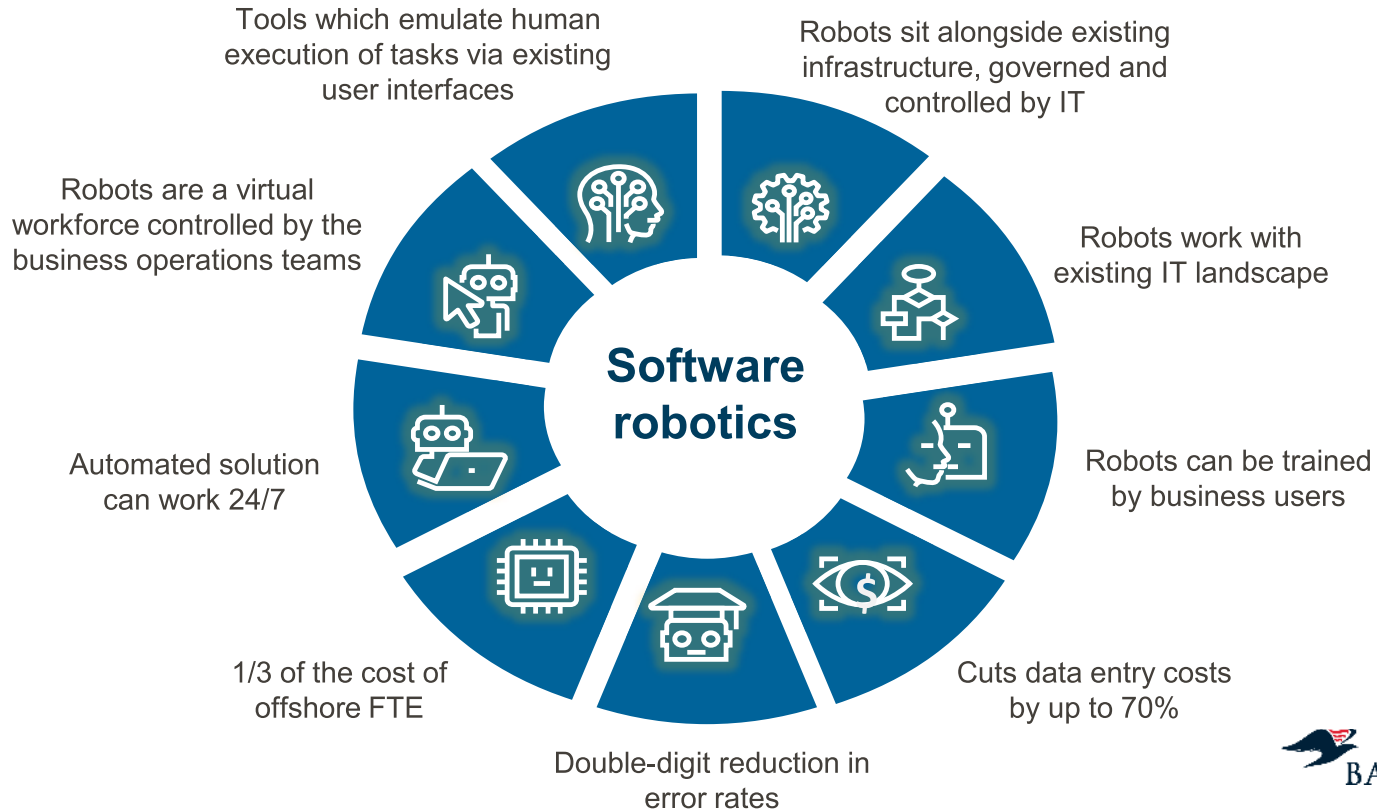 Tools which emulate human
execution of tasks via existing
user interfaces
Robots sit alongside existing
infrastructure, governed and
controlled by IT
Robots are a virtual
workforce controlled by the
business operations teams
Robots work with
existing IT landscape
Software
robotics
Automated solution
can work 24/7
Robots can be trained
by business users
1/3 of the cost of
offshore FTE
$
Cuts data entry costs
by up to 70%
Double-digit reduction in
error rates